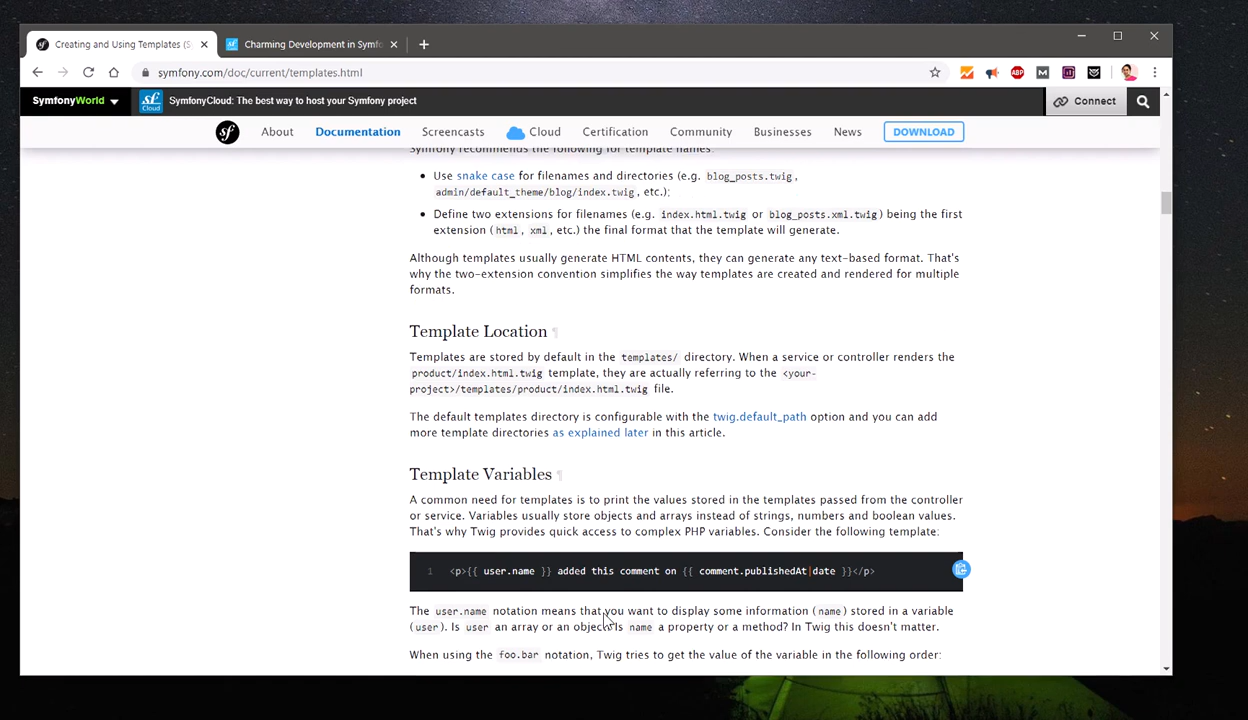 Creating and Using Templates (S
Charming Development in Symfo
symfony.com/doc/current/templates.html
ABP
M
SymfonyWorld
sf
Cloud
SymfonyCloud: The best way to host your Symfony project
Connect
sf
About
Documentation
Screencasts
Cloud
Certification
Community
Businesses
News
DOWNLOAD
Symfony recommends the following for template names:
Use snake case for filenames and directories (e.g. blog_posts.twig,
admin/default_theme/blog/index.twig, etc.);
Define two extensions for filenames (e.g. index.html.twig or blog_posts.xml.twig) being the first
extension (html, xml, etc.) the final format that the template will generate.
Although templates usually generate HTML contents, they can generate any text-based format. That's
why the two-extension convention simplifies the way templates are created and rendered for multiple
formats.
Template Location ¶
Templates are stored by default in the templates/ directory. When a service or controller renders the
product/index.html.twig template, they are actually referring to the <your-
project>/templates/product/index.html.twig file.
The default templates directory is configurable with the twig.default_path option and you can add
more template directories as explained later in this article.
Template Variables ¶
A common need for templates is to print the values stored in the templates passed from the controller
or service. Variables usually store objects and arrays instead of strings, numbers and boolean values.
That's why Twig provides quick access to complex PHP variables. Consider the following template:
1 <p>{{ user.name }} added this comment on {{ comment.publishedAt|date }}</p>
The user.name notation means that you want to display some information (name) stored in a variable
(user). Is user an array or an object? Is name a property or a method? In Twig this doesn't matter.
When using the foo.bar notation, Twig tries to get the value of the variable in the following order: